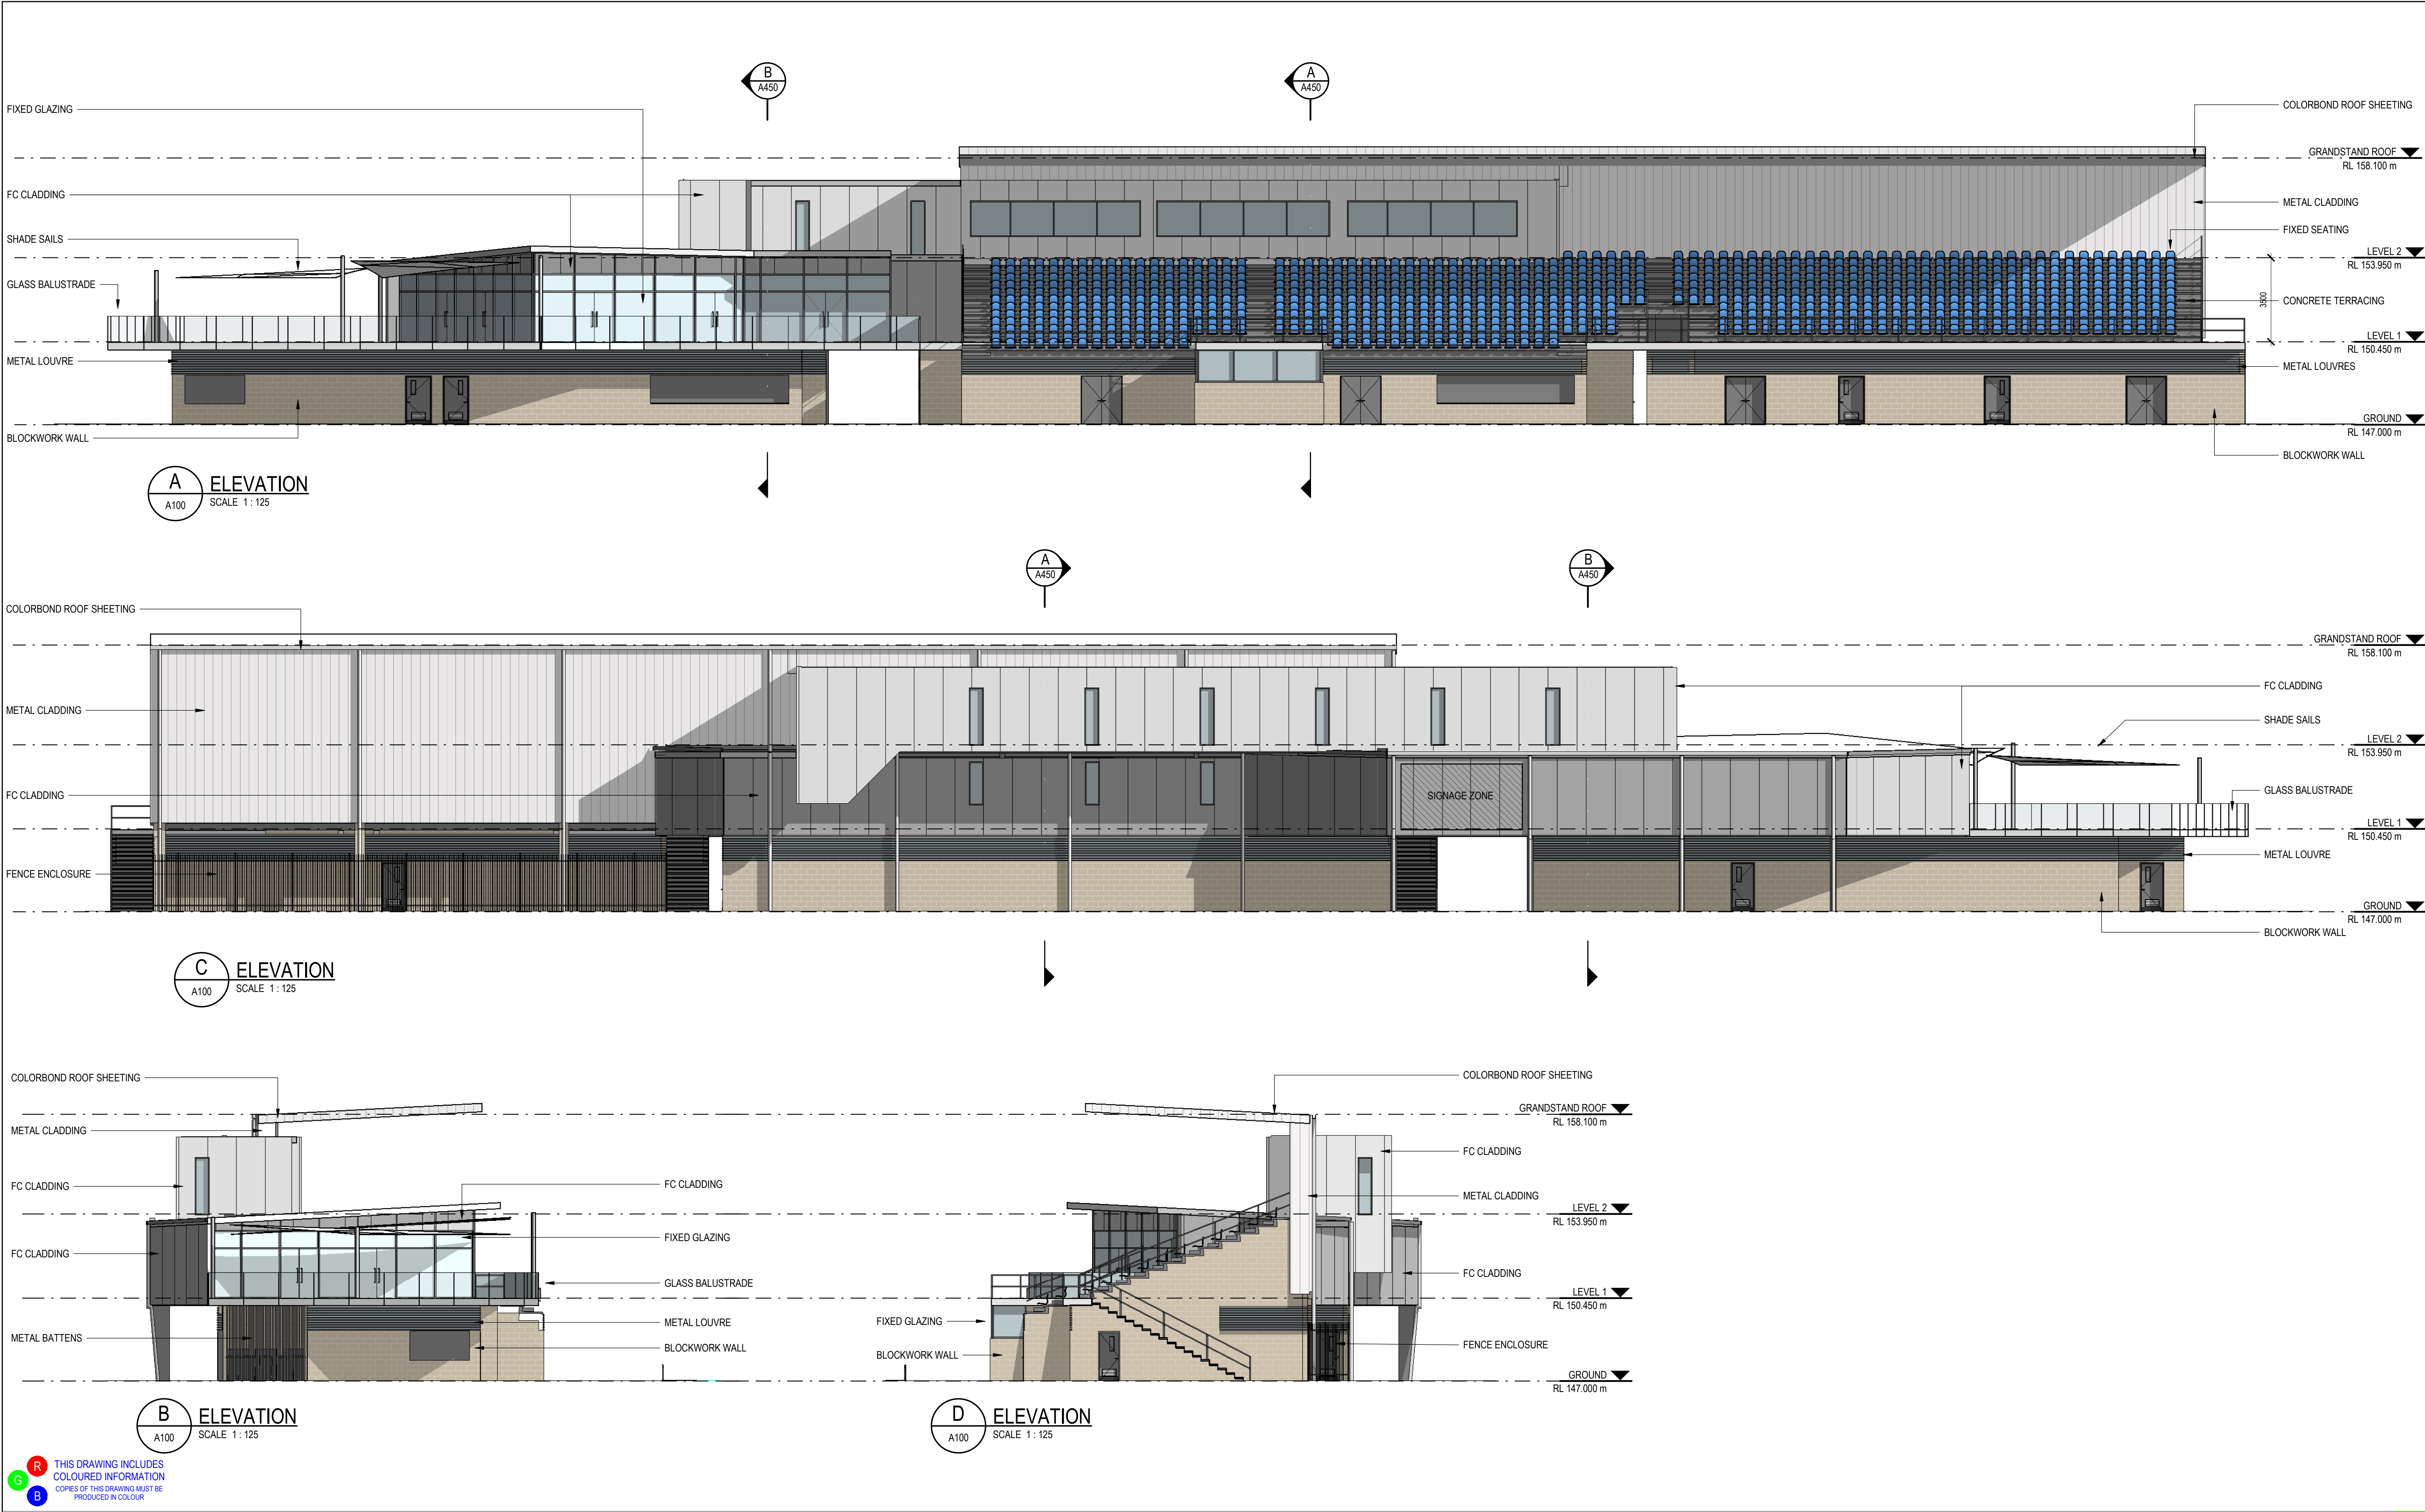 B
A450
A
A450
FIXED GLAZING
COLORBOND ROOF SHEETING
GRANDSTAND ROOF
RL 158.100 m
FC CLADDING
METAL CLADDING
FIXED SEATING
SHADE SAILS
LEVEL 2
RL 153.950 m
GLASS BALUSTRADE
3500
CONCRETE TERRACING
LEVEL 1
RL 150.450 m
METAL LOUVRE
METAL LOUVRES
GROUND
RL 147.000 m
BLOCKWORK WALL
BLOCKWORK WALL
A
A100
ELEVATION
SCALE 1 : 125
A
A450
B
A450
COLORBOND ROOF SHEETING
GRANDSTAND ROOF
RL 158.100 m
FC CLADDING
METAL CLADDING
SHADE SAILS
LEVEL 2
RL 153.950 m
FC CLADDING
SIGNAGE ZONE
GLASS BALUSTRADE
LEVEL 1
RL 150.450 m
METAL LOUVRE
FENCE ENCLOSURE
GROUND
RL 147.000 m
BLOCKWORK WALL
C
A100
ELEVATION
SCALE 1 : 125
COLORBOND ROOF SHEETING
METAL CLADDING
FC CLADDING
FC CLADDING
FC CLADDING
FIXED GLAZING
GLASS BALUSTRADE
METAL LOUVRE
METAL BATTENS
BLOCKWORK WALL
B
A100
ELEVATION
SCALE 1 : 125
COLORBOND ROOF SHEETING
GRANDSTAND ROOF
RL 158.100 m
FC CLADDING
METAL CLADDING
LEVEL 2
RL 153.950 m
FC CLADDING
LEVEL 1
RL 150.450 m
FIXED GLAZING
FENCE ENCLOSURE
BLOCKWORK WALL
GROUND
RL 147.000 m
D
A100
ELEVATION
SCALE 1 : 125
R
G
B
THIS DRAWING INCLUDES
COLOURED INFORMATION
COPIES OF THIS DRAWING MUST BE
PRODUCED IN COLOUR